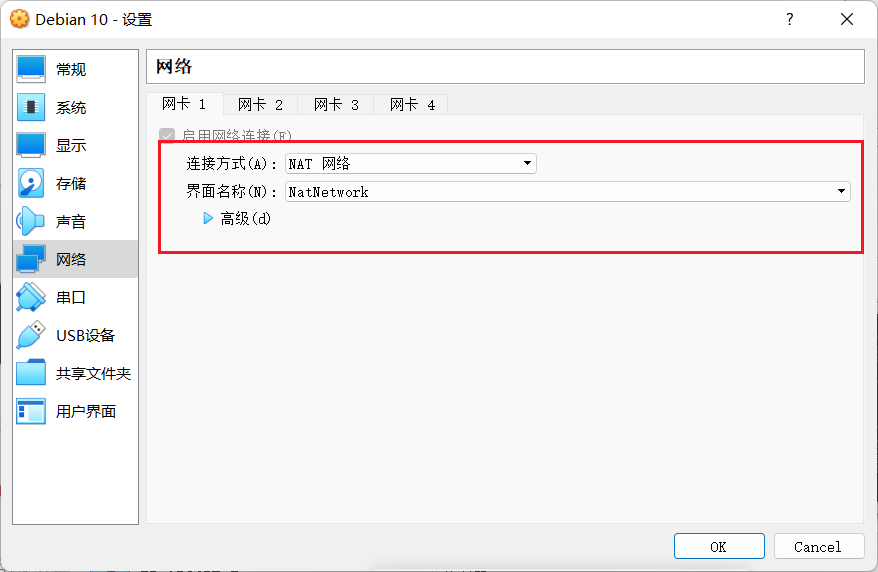 Debian 10 - 设置
?
常规
系统
显示
存储
声音
网络
串口
USB设备
共享文件夹
用户界面
网络
网卡 1 网卡 2 网卡 3 网卡 4
启用网络连接(E)
连接方式(A): NAT 网络
界面名称(N): NatNetwork
高级(d)
OK Cancel